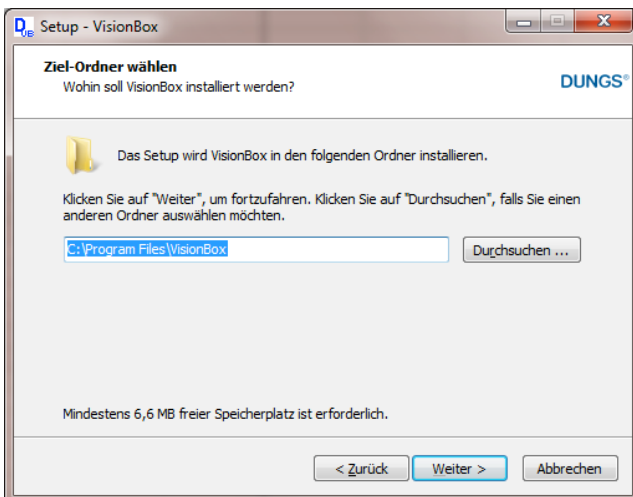 DVB Setup - VisionBox
Ziel-Ordner wählen
Wohin soll VisionBox installiert werden?
DUNGS®
Das Setup wird VisionBox in den folgenden Ordner installieren.
Klicken Sie auf "Weiter", um fortzufahren. Klicken Sie auf "Durchsuchen", falls Sie einen
anderen Ordner auswählen möchten.
C:\Program Files\VisionBox
Durchsuchen ...
Mindestens 6,6 MB freier Speicherplatz ist erforderlich.
< Zurück
Weiter >
Abbrechen